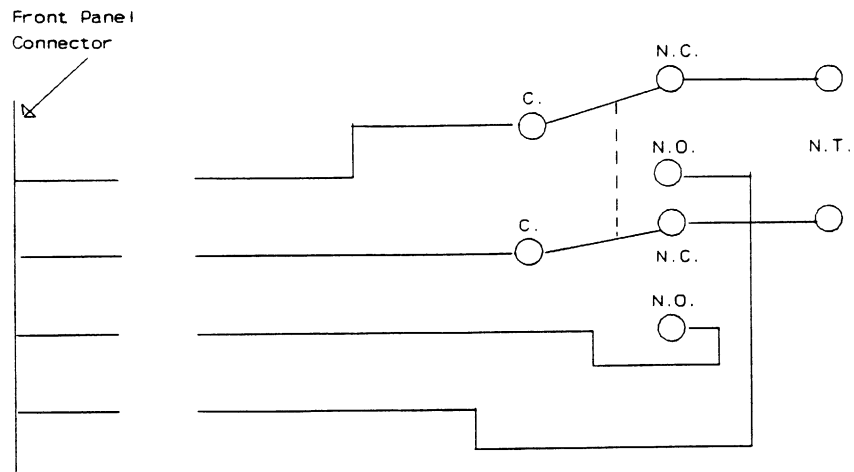 Front Panel
Connector
N.C.
C.
N.O.
N.T.
C.
N.C.
N.O.